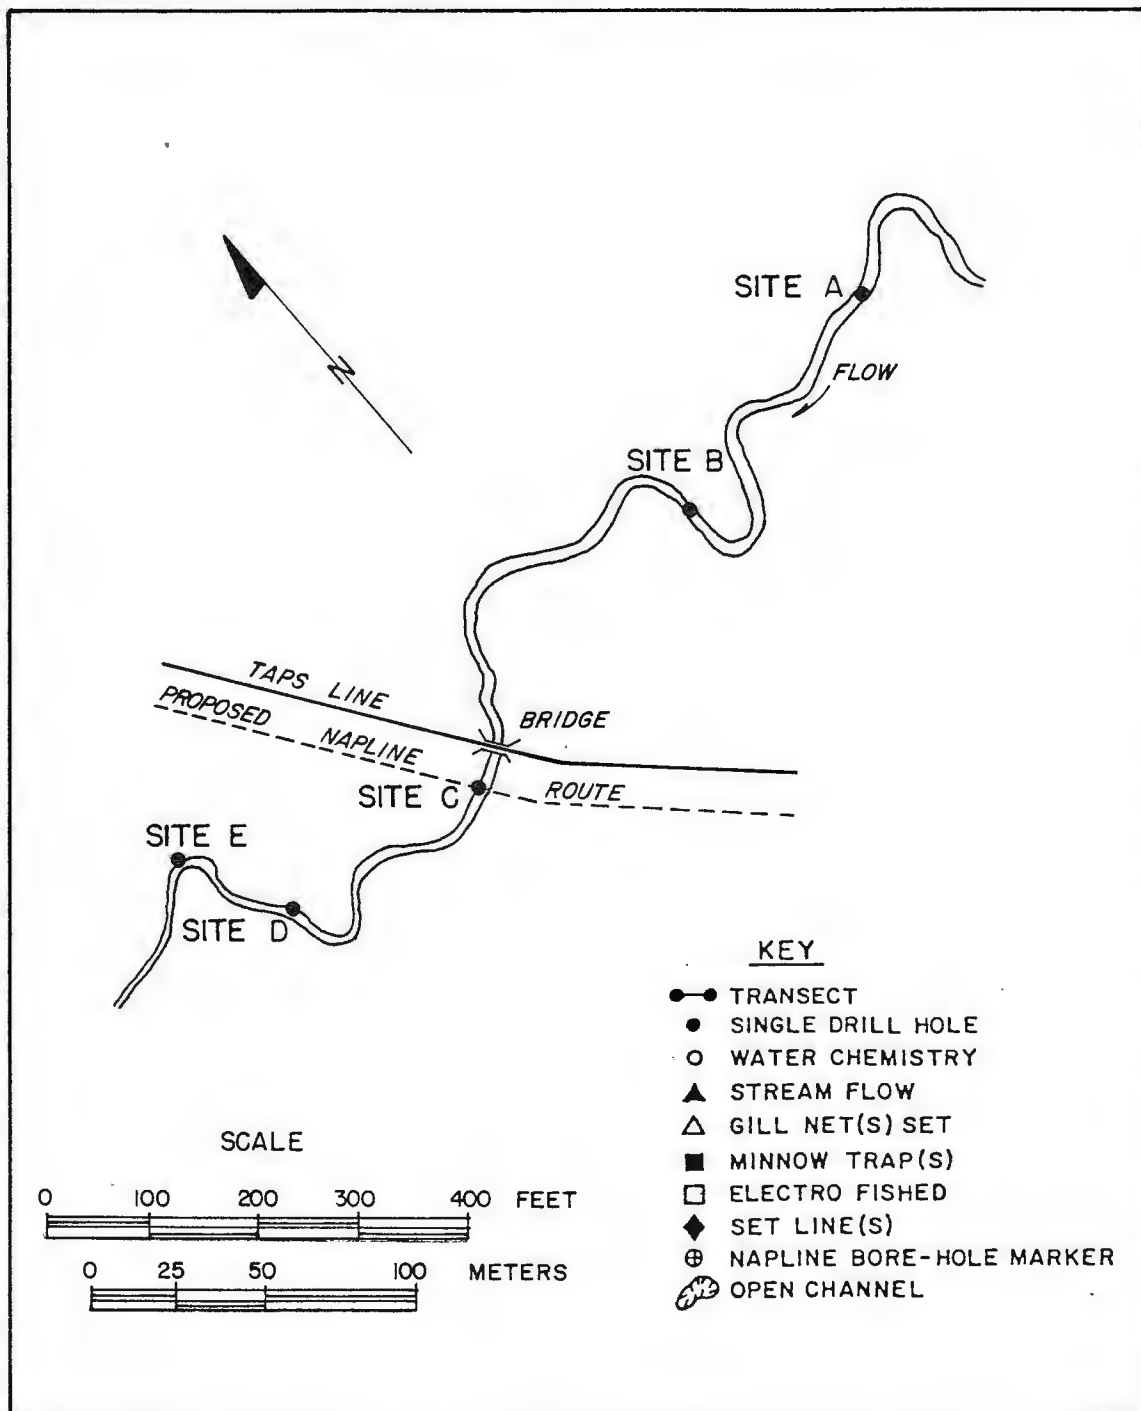 SITE A
FLOW
N
SITE B
TAPS LINE
PROPOSED NAPLINE ROUTE
BRIDGE
SITE C
SITE E
SITE D
KEY
TRANSECT
SINGLE DRILL HOLE
WATER CHEMISTRY
STREAM FLOW
GILL NET(S) SET
MINNOW TRAP(S)
ELECTRO FISHED
SET LINE(S)
NAPLINE BORE-HOLE MARKER
OPEN CHANNEL
SCALE
0 100 200 300 400 FEET
0 25 50 100 METERS